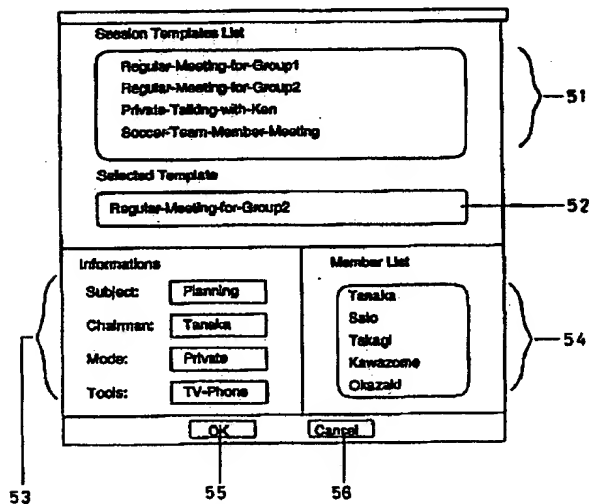 Session Templates List
Regular-Meeting-for-Group1
Regular-Meeting-for-Group2
Private-Talking-with-Ken
Soccer-Team-Member-Meeting
51
Selected Template
Regular-Meeting-for-Group2
52
Informations
Subject: Planning
Chairman: Tanaka
Mode: Private
Tools: TV-Phone
53
Member List
Tanaka
Saio
Takagi
Kawazome
Okazaki
54
OK
Cancel
55
56